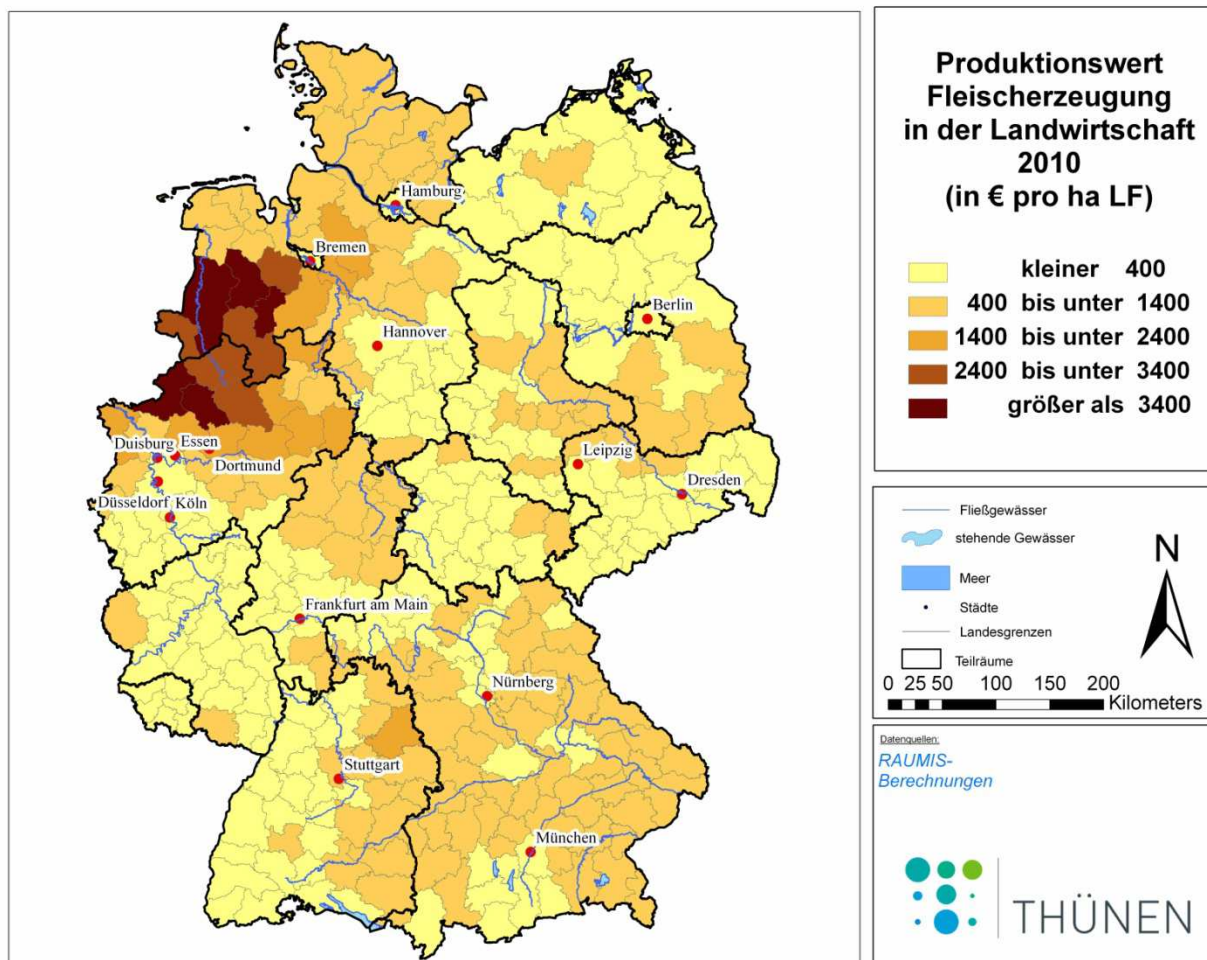 Produktionswert
Fleischerzeugung
in der Landwirtschaft
2010
(in € pro ha LF)
kleiner 400
400 bis unter 1400
1400 bis unter 2400
2400 bis unter 3400
größer als 3400
Hamburg
Bremen
Berlin
Hannover
Duisburg
Essen
Dortmund
Leipzig
Dresden
Düsseldorf
Köln
Frankfurt am Main
Nürnberg
Stuttgart
München
Fließgewässer
stehende Gewässer
Meer
Städte
Landesgrenzen
Teilräume
N
0 25 50 100 150 200
Kilometers
Datenquellen:
RAUMIS-
Berechnungen
THÜNEN